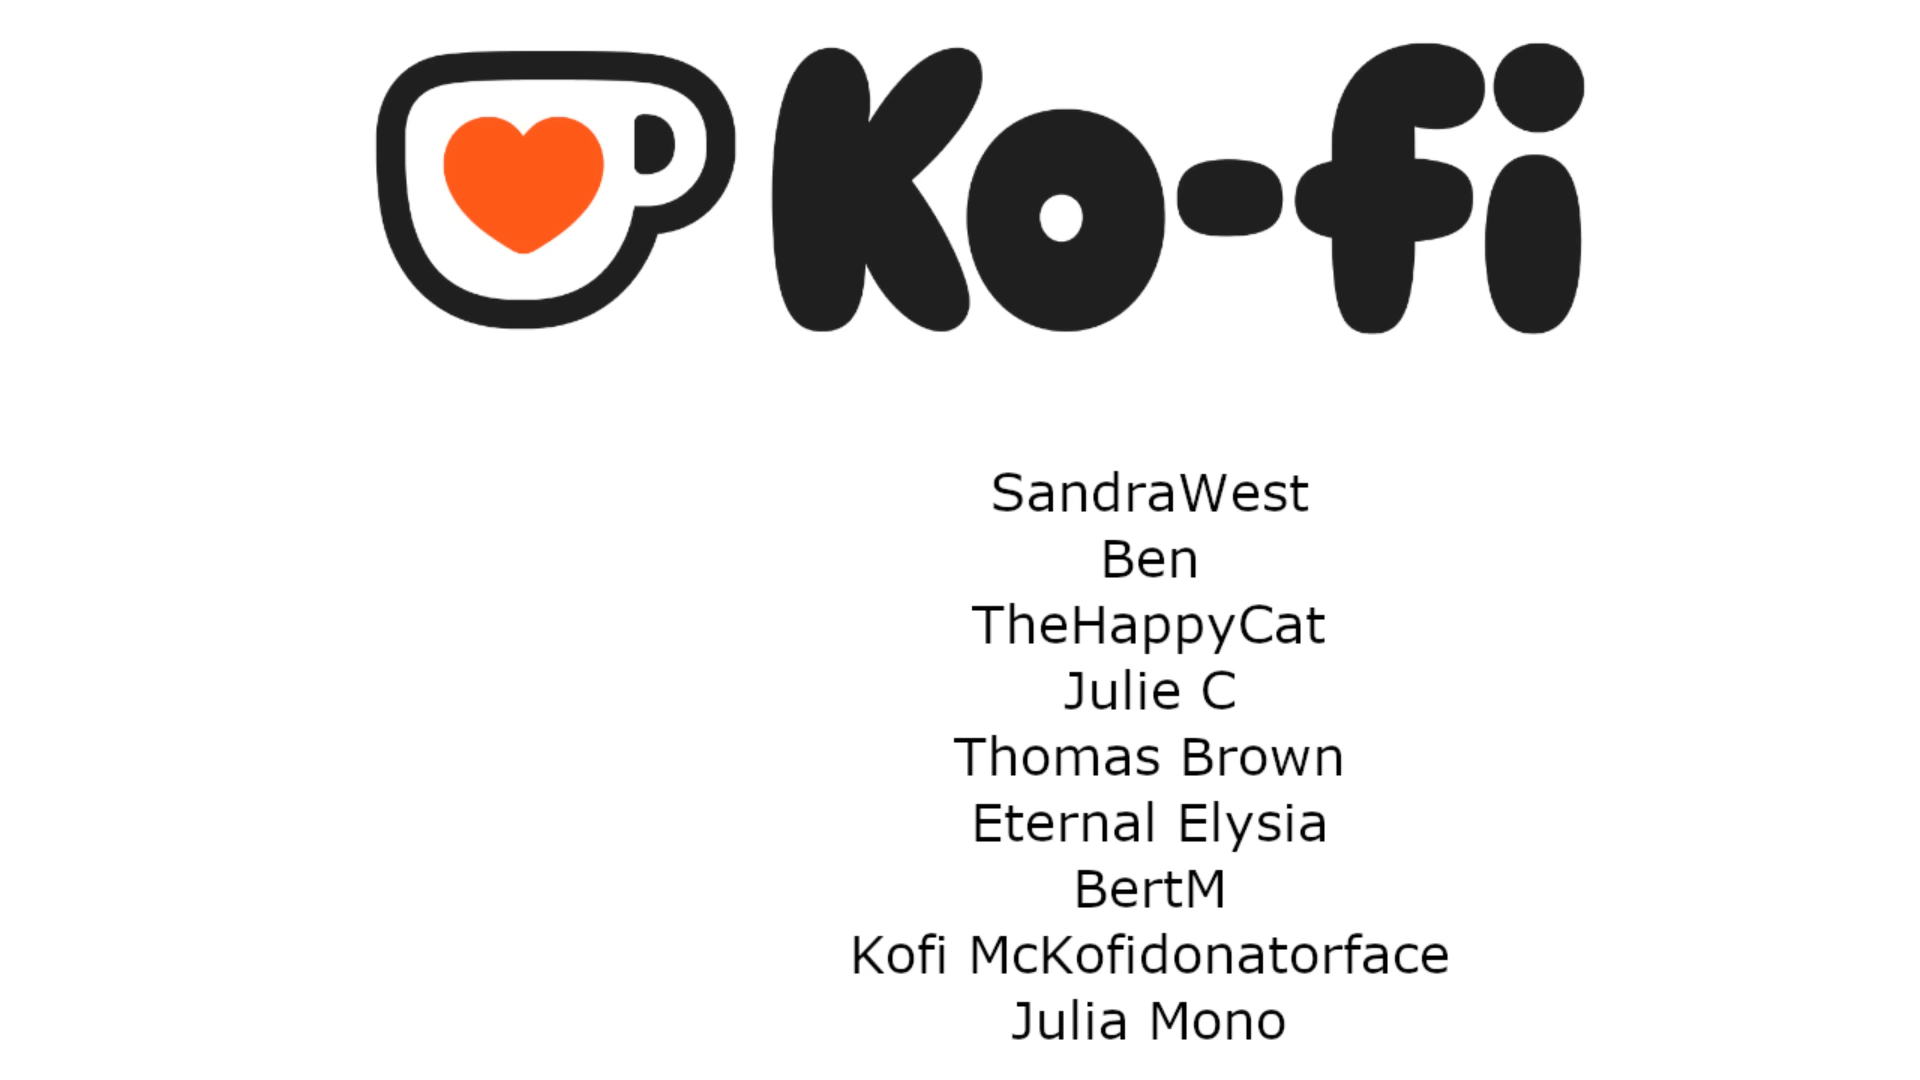 Ko-fi
SandraWest
Ben
TheHappyCat
Julie C
Thomas Brown
Eternal Elysia
BertM
Kofi McKofidonatorface
Julia Mono